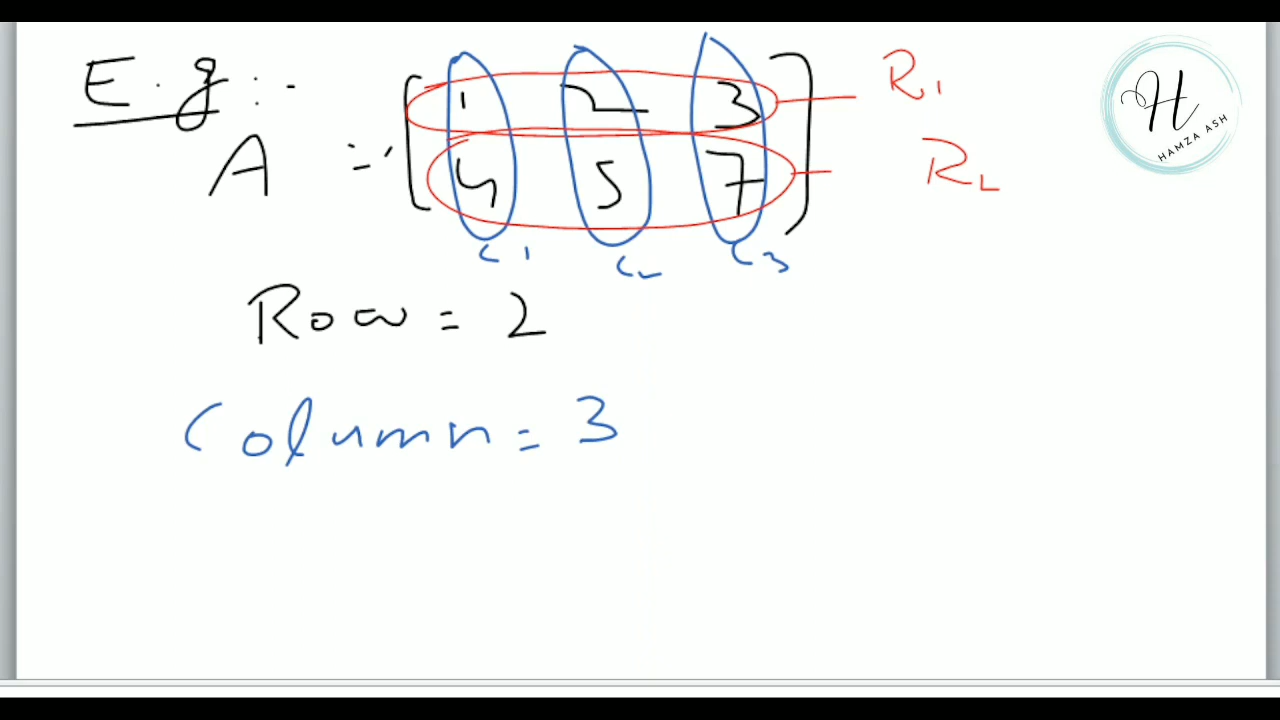 E.g :-
A = [ 1 2 3 R1
4 5 7 ] R2
C1 C2 C3
Row = 2
Column = 3
H
HAMZA ASH